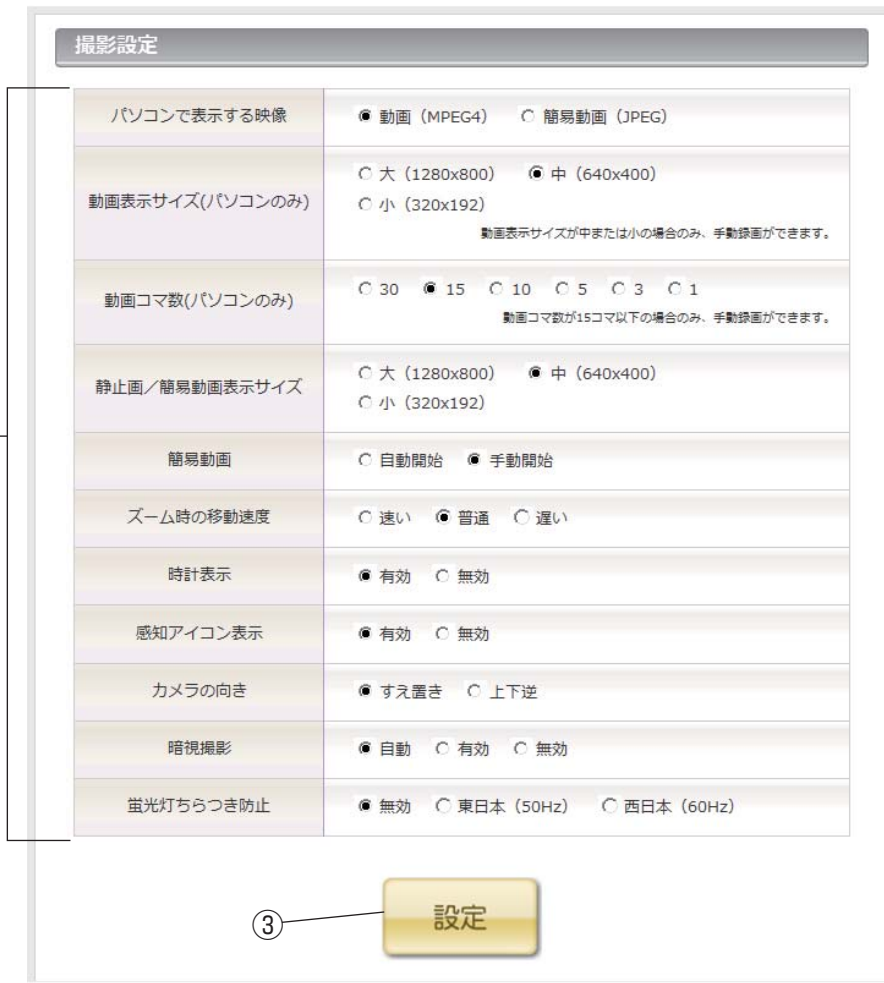 撮影設定
パソコンで表示する映像
動画（MPEG4） 簡易動画（JPEG）
動画表示サイズ(パソコンのみ)
大（1280x800） 中（640x400）
小（320x192）
動画表示サイズが中または小の場合のみ、手動録画ができます。
動画コマ数(パソコンのみ)
30 15 10 5 3 1
動画コマ数が15コマ以下の場合のみ、手動録画ができます。
静止画／簡易動画表示サイズ
大（1280x800） 中（640x400）
小（320x192）
簡易動画
自動開始 手動開始
ズーム時の移動速度
速い 普通 遅い
時計表示
有効 無効
感知アイコン表示
有効 無効
カメラの向き
すえ置き 上下逆
暗視撮影
自動 有効 無効
蛍光灯ちらつき防止
無効 東日本（50Hz） 西日本（60Hz）
③
設定